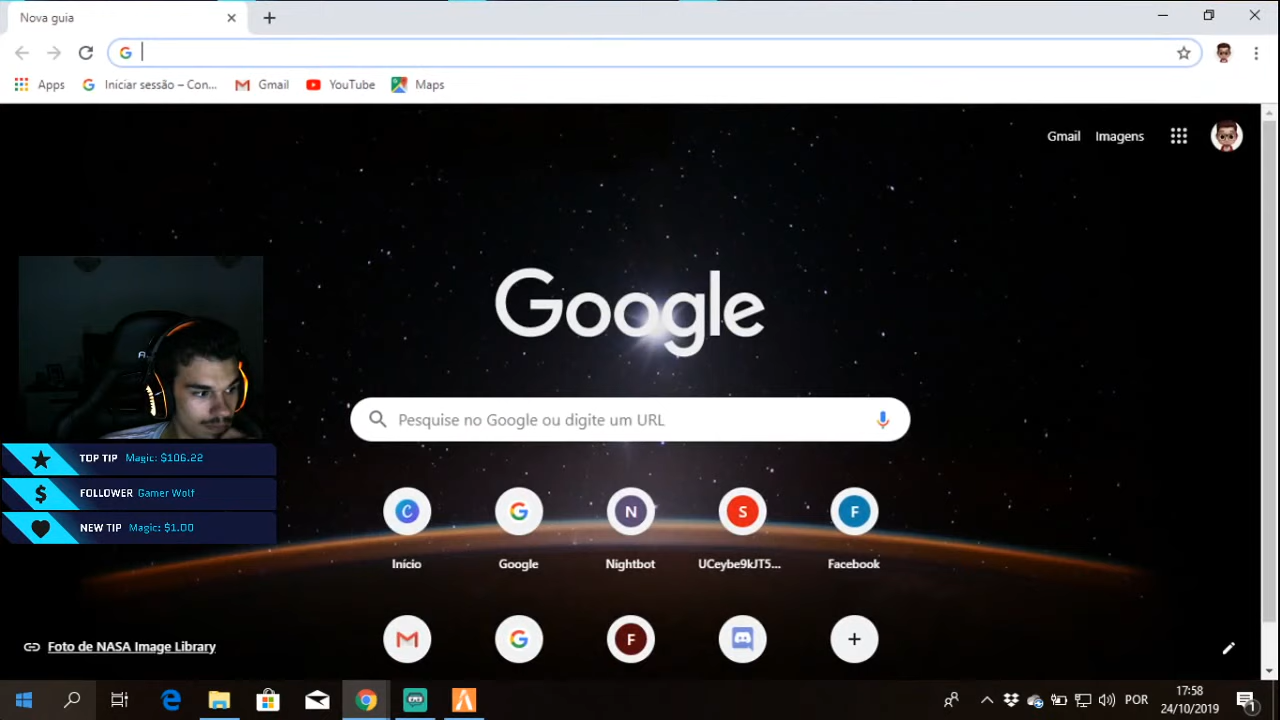 Nova guia
Apps
Iniciar sessão – Con...
Gmail
YouTube
Maps
Gmail
Imagens
Google
Pesquise no Google ou digite um URL
TOP TIP Magic: $106.22
FOLLOWER Gamer Wolf
NEW TIP Magic: $1.00
C
G
N
S
F
Início
Google
Nightbot
UCeybe9kJT5...
Facebook
F
Foto de NASA Image Library
POR
17:58
24/10/2019
1